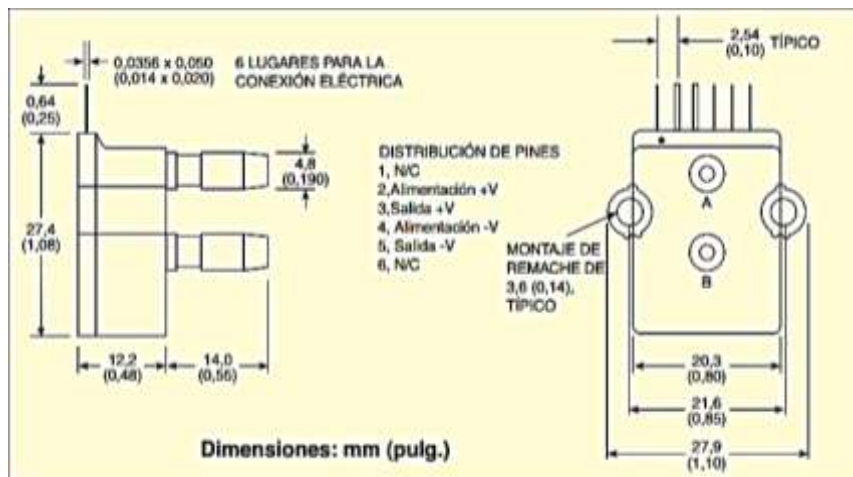 0,0356 x 0,050
(0,014 x 0,020)
6 LUGARES PARA LA
CONEXIÓN ELÉCTRICA
0,64
(0,25)
27,4
(1,08)
4,8
(0,190)
12,2
(0,48)
14,0
(0,55)
DISTRIBUCIÓN DE PINES
1, N/C
2,Alimentación +V
3,Salida +V
4, Alimentación -V
5, Salida -V
6, N/C
2,54
(0,10)
TÍPICO
A
B
MONTAJE DE
REMACHE DE
3,6 (0,14),
TÍPICO
20,3
(0,80)
21,6
(0,85)
27,9
(1,10)
Dimensiones: mm (pulg.)